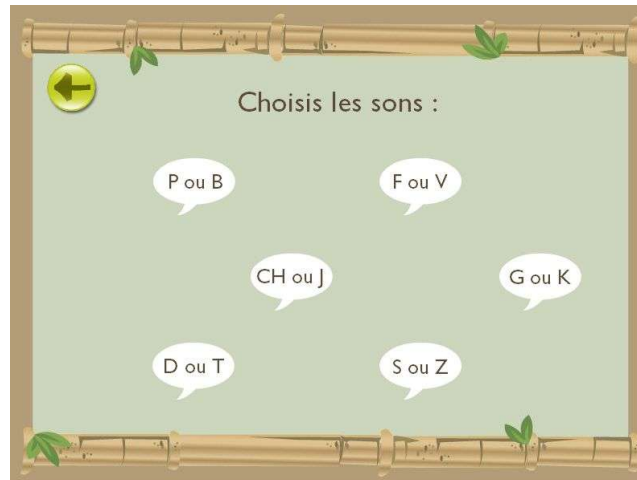 Choisis les sons :
P ou B
F ou V
CH ou J
G ou K
D ou T
S ou Z